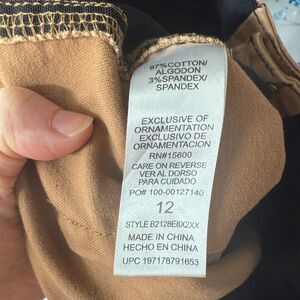 97%COTTON/
ALGODON
3%SPANDEX/
SPANDEX
EXCLUSIVE OF
ORNAMENTATION
EXCLUSIVO DE
ORNAMENTACION
RN#15600
CARE ON REVERSE
VER AL DORSO
PARA CUIDADO
PO# 100-00127140
12
STYLE B2128E8X2XX
MADE IN CHINA
HECHO EN CHINA
UPC 197178791653